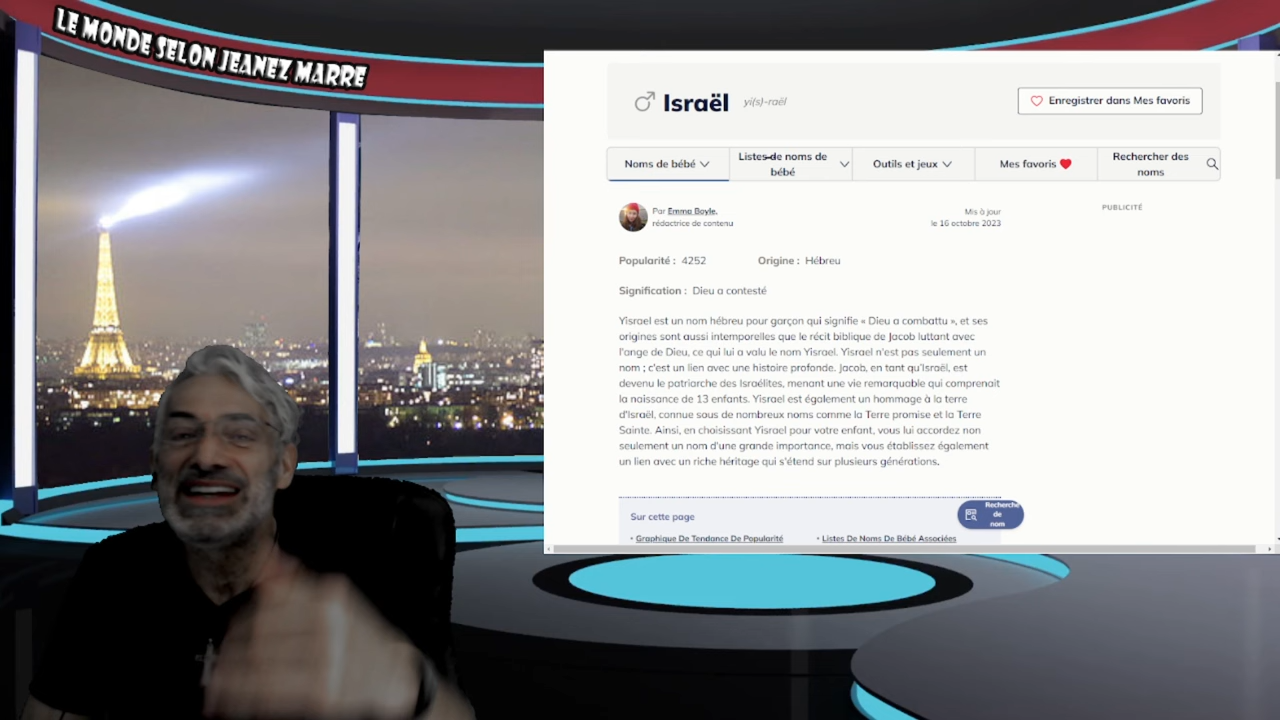 LE MONDE SELON JEANEZ MARRE
Israël yi(s)-raël
Enregistrer dans Mes favoris
Noms de bébé
Listes de noms de
bébé
Outils et jeux
Mes favoris
Rechercher des
noms
Par Emma Boyle,
rédactrice de contenu
Mis à jour
le 16 octobre 2023
PUBLICITÉ
Popularité : 4252 Origine : Hébreu
Signification : Dieu a contesté
Yisrael est un nom hébreu pour garçon qui signifie « Dieu a combattu », et ses
origines sont aussi intemporelles que le récit biblique de Jacob luttant avec
l'ange de Dieu, ce qui lui a valu le nom Yisrael. Yisrael n'est pas seulement un
nom ; c'est un lien avec une histoire profonde. Jacob, en tant qu'Israël, est
devenu le patriarche des Israélites, menant une vie remarquable qui comprenait
la naissance de 13 enfants. Yisrael est également un hommage à la terre
d'Israël, connue sous de nombreux noms comme la Terre promise et la Terre
Sainte. Ainsi, en choisissant Yisrael pour votre enfant, vous lui accordez non
seulement un nom d'une grande importance, mais vous établissez également
un lien avec un riche héritage qui s'étend sur plusieurs générations.
Recherche
de
nom
Sur cette page
• Graphique De Tendance De Popularité
• Listes De Noms De Bébé Associées